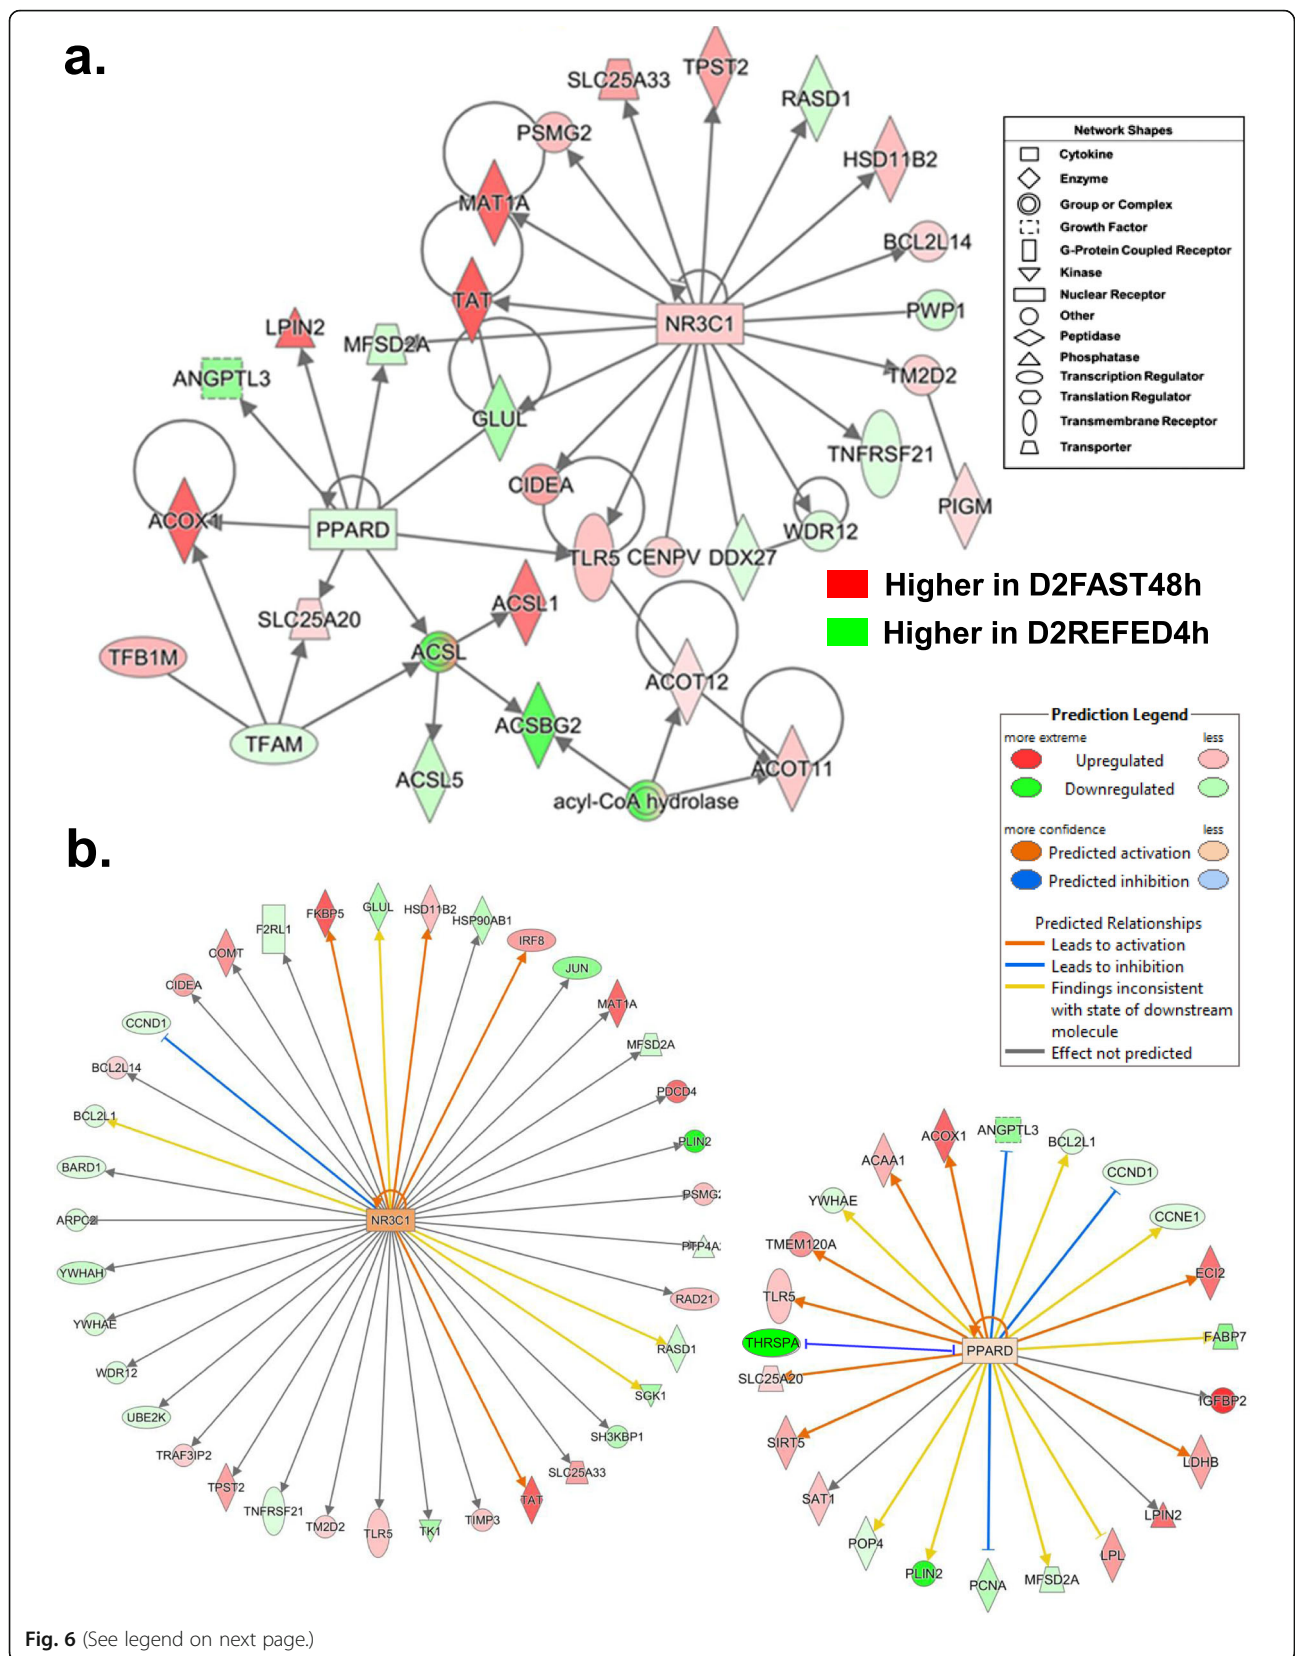 a.
SLC25A33
TPST2
RASD1
PSMG2
HSD11B2
MAT1A
BCL2L14
TAT
PWP1
NR3C1
LPIN2
MFSD2A
ANGPTL3
TM2D2
GLUL
TNFRSF21
CIDEA
PIGM
ACOX1
PPARD
WDR12
TLR5
CENPV
DDX27
ACSL1
SLC25A20
TFB1M
ACSL
ACOT12
TFAM
ACSBG2
ACSL5
ACOT11
acyl-CoA hydrolase
Network Shapes
Cytokine
Enzyme
Group or Complex
Growth Factor
G-Protein Coupled Receptor
Kinase
Nuclear Receptor
Other
Peptidase
Phosphatase
Transcription Regulator
Translation Regulator
Transmembrane Receptor
Transporter
Higher in D2FAST48h
Higher in D2REFED4h
Prediction Legend
more extreme less
Upregulated
Downregulated
more confidence less
Predicted activation
Predicted inhibition
Predicted Relationships
Leads to activation
Leads to inhibition
Findings inconsistent
with state of downstream
molecule
Effect not predicted
b.
F2RL1
FKBP5
GLUL
HSD11B2
HSP90AB1
COMT
IRF8
CIDEA
JUN
CCND1
MAT1A
BCL2L14
MFSD2A
BCL2L1
PDCD4
BARD1
PLIN2
ARPC2
PSMG2
NR3C1
YWHAH
YWHAE
RAD21
WDR12
RASD1
UBE2K
SGK1
TRAF3IP2
SH3KBP1
TPST2
SLC25A33
TNFRSF21
TM2D2
TLR5
TK1
TIMP3
TAT
ACOX1
ANGPTL3
BCL2L1
ACAA1
CCND1
YWHAE
CCNE1
TMEM120A
ECI2
TLR5
FABP7
THRSPA
PPARD
SLC25A20
IGFBP2
SIRT5
LDHB
SAT1
LPIN2
POP4
LPL
PLIN2
PCNA
MFSD2A
Fig. 6 (See legend on next page.)